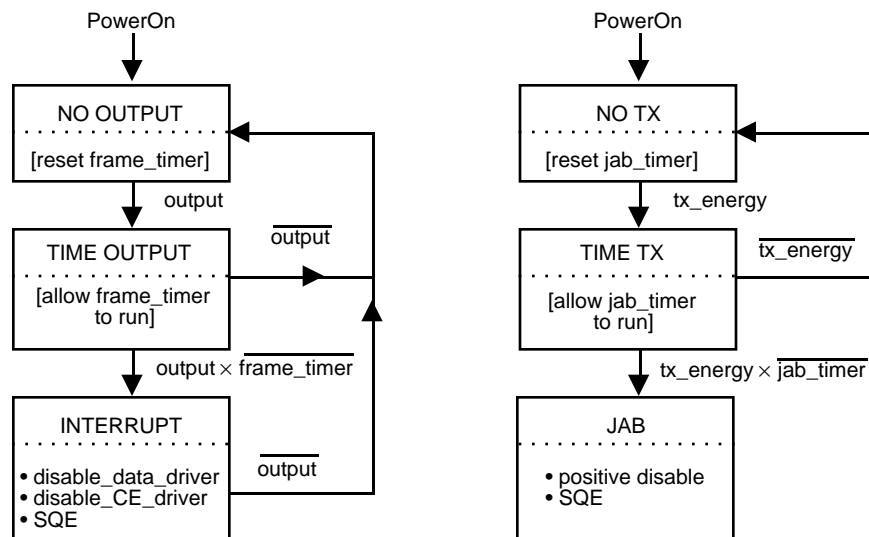 PowerOn
NO OUTPUT
[reset frame_timer]
output
output
TIME OUTPUT
[allow frame_timer
to run]
output × frame_timer
INTERRUPT
• disable_data_driver
• disable_CE_driver
• SQE
output
PowerOn
NO TX
[reset jab_timer]
tx_energy
tx_energy
TIME TX
[allow jab_timer
to run]
tx_energy × jab_timer
JAB
• positive disable
• SQE